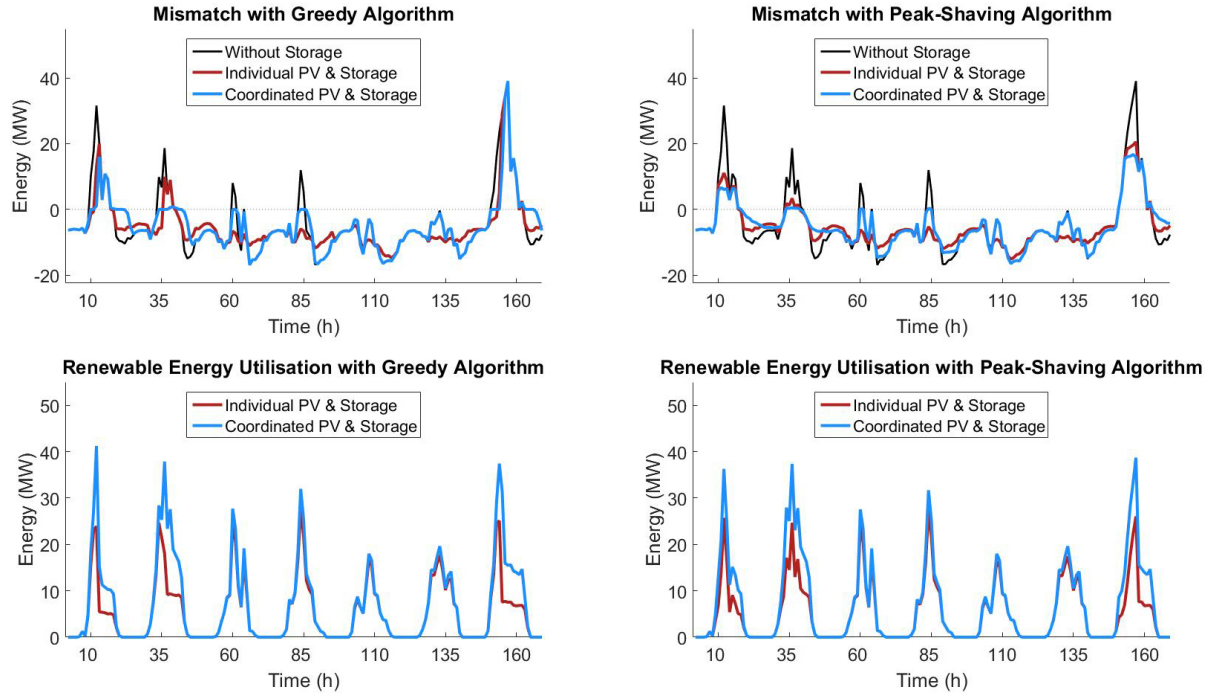 Mismatch with Greedy Algorithm
Without Storage
Individual PV & Storage
Coordinated PV & Storage
Energy (MW)
40
20
0
-20
10 35 60 85 110 135 160
Time (h)
Mismatch with Peak-Shaving Algorithm
Without Storage
Individual PV & Storage
Coordinated PV & Storage
Energy (MW)
40
20
0
-20
10 35 60 85 110 135 160
Time (h)
Renewable Energy Utilisation with Greedy Algorithm
Individual PV & Storage
Coordinated PV & Storage
Energy (MW)
50
40
30
20
10
0
10 35 60 85 110 135 160
Time (h)
Renewable Energy Utilisation with Peak-Shaving Algorithm
Individual PV & Storage
Coordinated PV & Storage
Energy (MW)
50
40
30
20
10
0
10 35 60 85 110 135 160
Time (h)